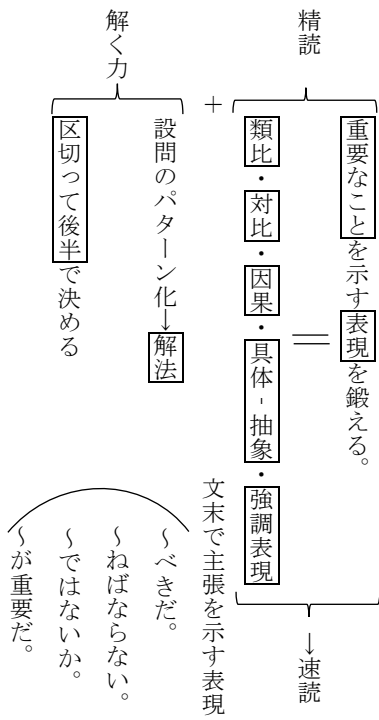 精読
重要なことを示す表現を鍛える。
＝
類比・対比・因果・具体-抽象・強調表現
→速読
＋
解く力
設問のパターン化→解法
区切って後半で決める
文末で主張を示す表現
～べきだ。
～ねばならない。
～ではないか。
～が重要だ。